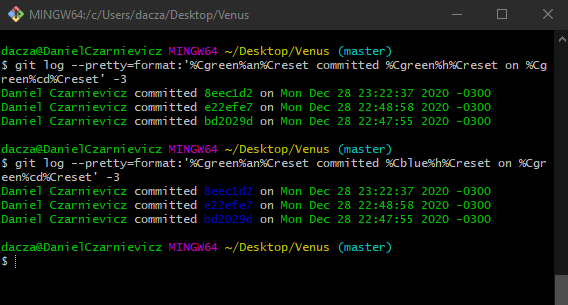 MINGW64:/c/Users/dacza/Desktop/Venus
dacza@DanielCzarnievicz MINGW64 ~/Desktop/Venus (master)
$ git log --pretty=format:'%Cgreen%an%Creset committed %Cgreen%h%Creset on %Cg
reen%cd%Creset' -3
Daniel Czarnievicz committed 8eec1d2 on Mon Dec 28 23:22:37 2020 -0300
Daniel Czarnievicz committed e22efe7 on Mon Dec 28 22:48:58 2020 -0300
Daniel Czarnievicz committed bd2029d on Mon Dec 28 22:47:55 2020 -0300
dacza@DanielCzarnievicz MINGW64 ~/Desktop/Venus (master)
$ git log --pretty=format:'%Cgreen%an%Creset committed %Cblue%h%Creset on %Cgr
een%cd%Creset' -3
Daniel Czarnievicz committed 8eec1d2 on Mon Dec 28 23:22:37 2020 -0300
Daniel Czarnievicz committed e22efe7 on Mon Dec 28 22:48:58 2020 -0300
Daniel Czarnievicz committed bd2029d on Mon Dec 28 22:47:55 2020 -0300
dacza@DanielCzarnievicz MINGW64 ~/Desktop/Venus (master)
$